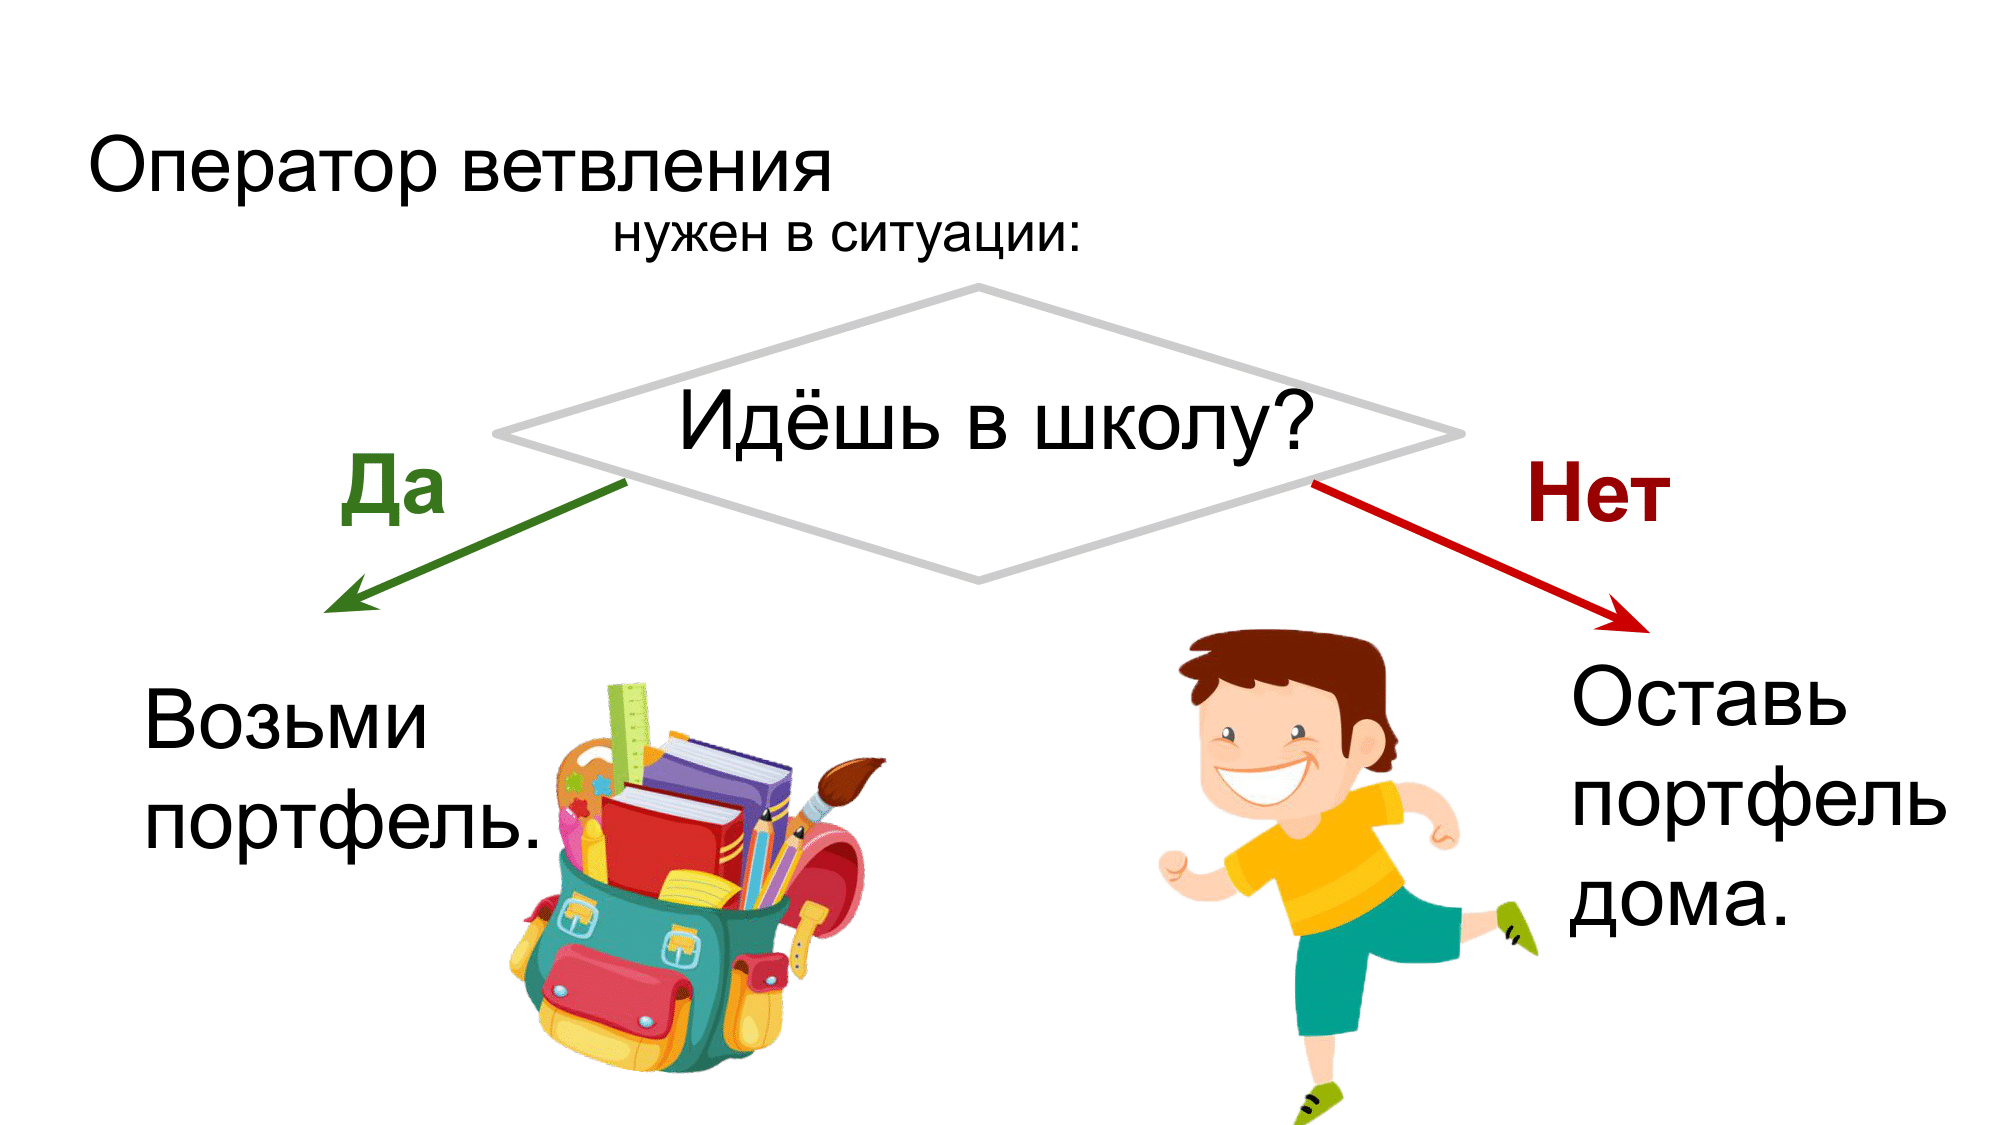 Оператор ветвления
нужен в ситуации:
Идёшь в школу?
Да
Нет
Возьми
портфель.
Оставь
портфель
дома.